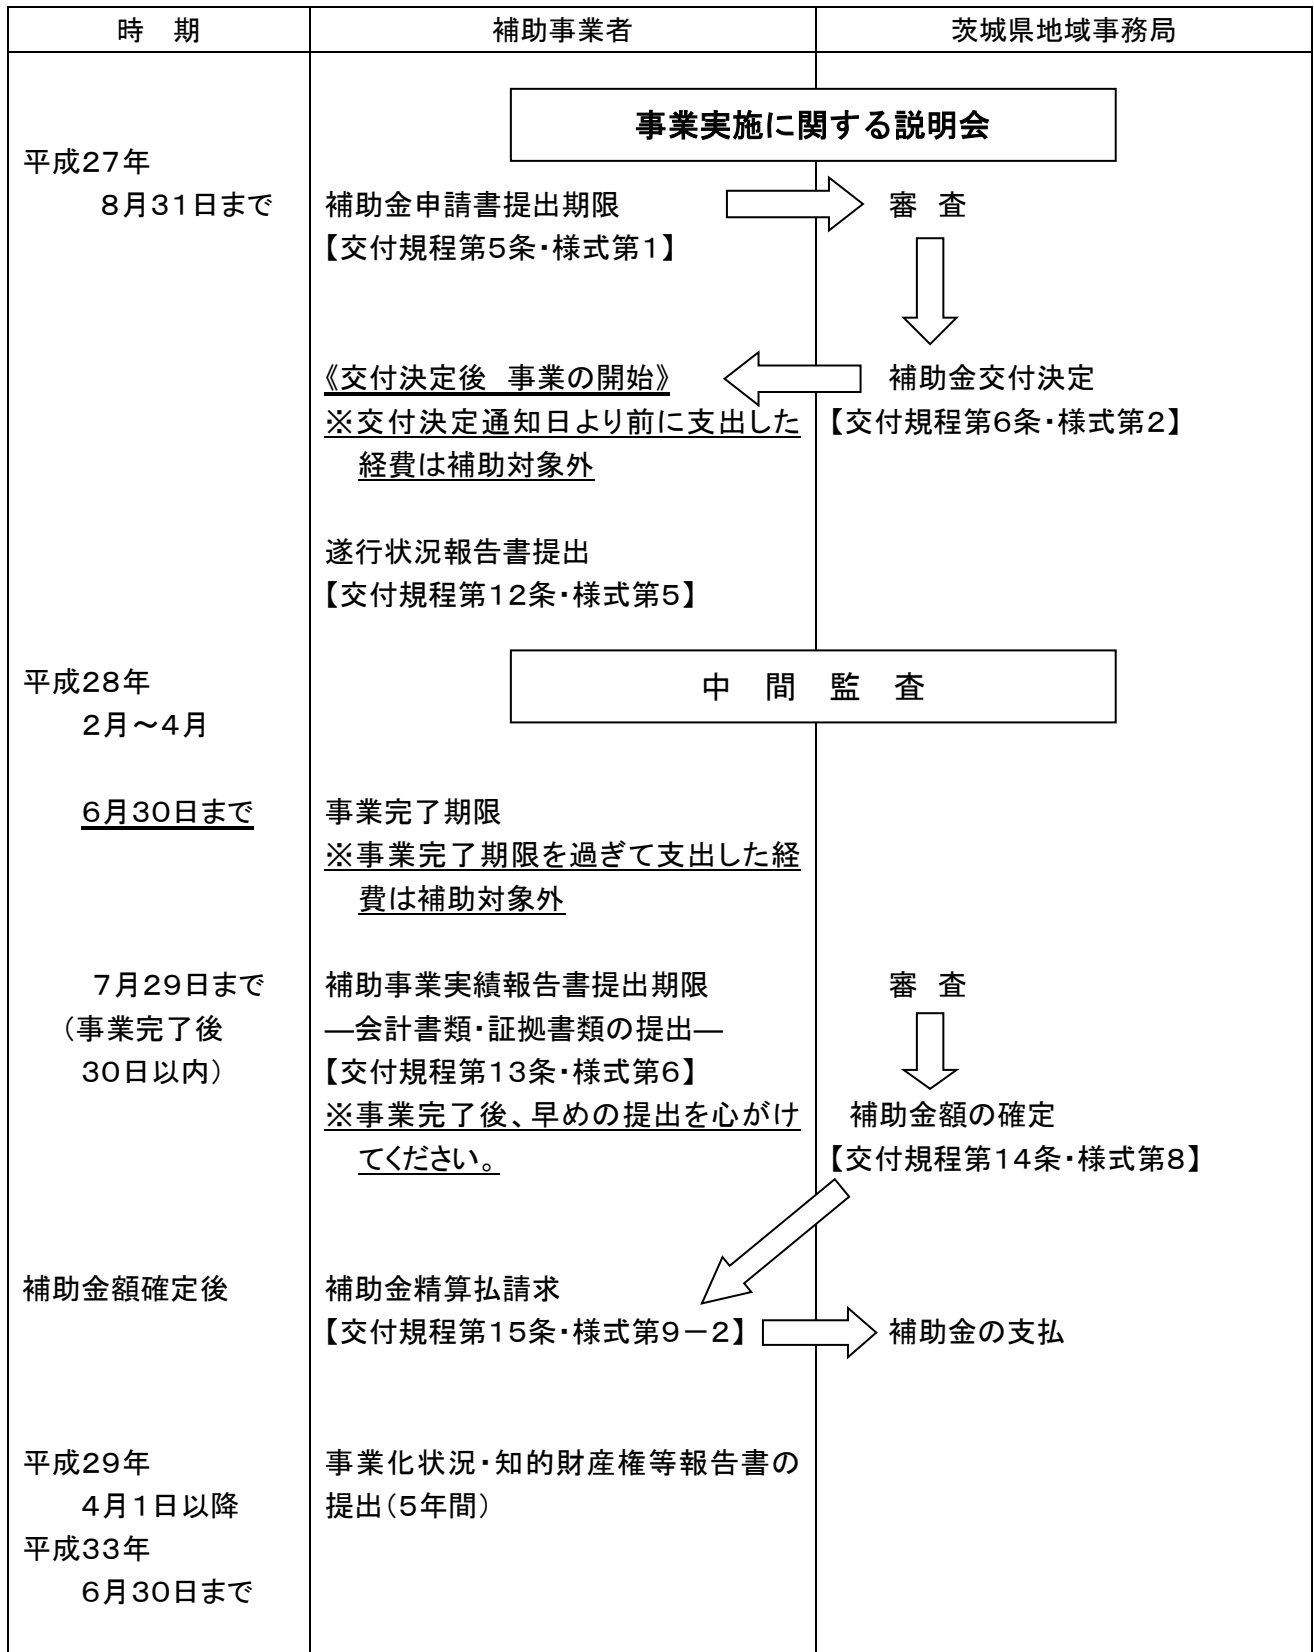 時　期
補助事業者
茨城県地域事務局
事業実施に関する説明会
平成２７年
８月３１日まで
補助金申請書提出期限
審　査
【交付規程第５条・様式第１】
《交付決定後　事業の開始》
補助金交付決定
※交付決定通知日より前に支出した
【交付規程第６条・様式第２】
経費は補助対象外
遂行状況報告書提出
【交付規程第１２条・様式第５】
中　間　監　査
平成２８年
２月～４月
６月３０日まで
事業完了期限
※事業完了期限を過ぎて支出した経
費は補助対象外
７月２９日まで
補助事業実績報告書提出期限
審　査
（事業完了後
―会計書類・証拠書類の提出―
３０日以内）
【交付規程第１３条・様式第６】
※事業完了後、早めの提出を心がけ
補助金額の確定
てください。
【交付規程第１４条・様式第８】
補助金額確定後
補助金精算払請求
【交付規程第１５条・様式第９－２】
補助金の支払
平成２９年
事業化状況・知的財産権等報告書の
４月１日以降
提出（５年間）
平成３３年
６月３０日まで